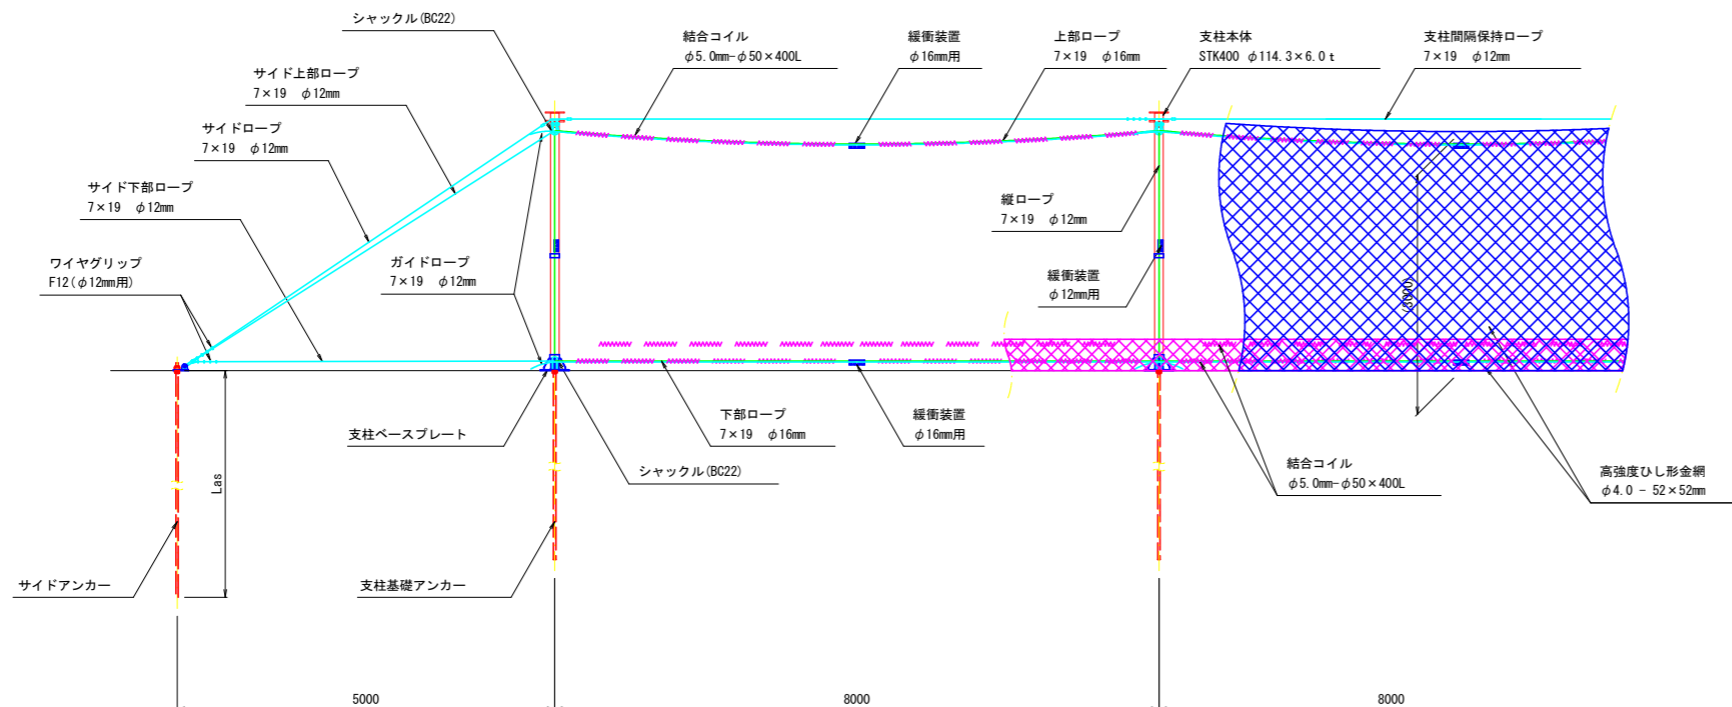 シャックル(BC22)
結合コイル
φ5.0mm-φ50×400L
緩衝装置
φ16mm用
上部ロープ
7×19 φ16mm
支柱本体
STK400 φ114.3×6.0t
支柱間隔保持ロープ
7×19 φ12mm
サイド上部ロープ
7×19 φ12mm
サイドロープ
7×19 φ12mm
サイド下部ロープ
7×19 φ12mm
ワイヤグリップ
F12(φ12mm用)
ガイドロープ
7×19 φ12mm
縦ロープ
7×19 φ12mm
緩衝装置
φ12mm用
(3000)
支柱ベースプレート
下部ロープ
7×19 φ16mm
緩衝装置
φ16mm用
シャックル(BC22)
結合コイル
φ5.0mm-φ50×400L
高強度ひし形金網
φ4.0 - 52×52mm
Las
サイドアンカー
支柱基礎アンカー
5000
8000
8000